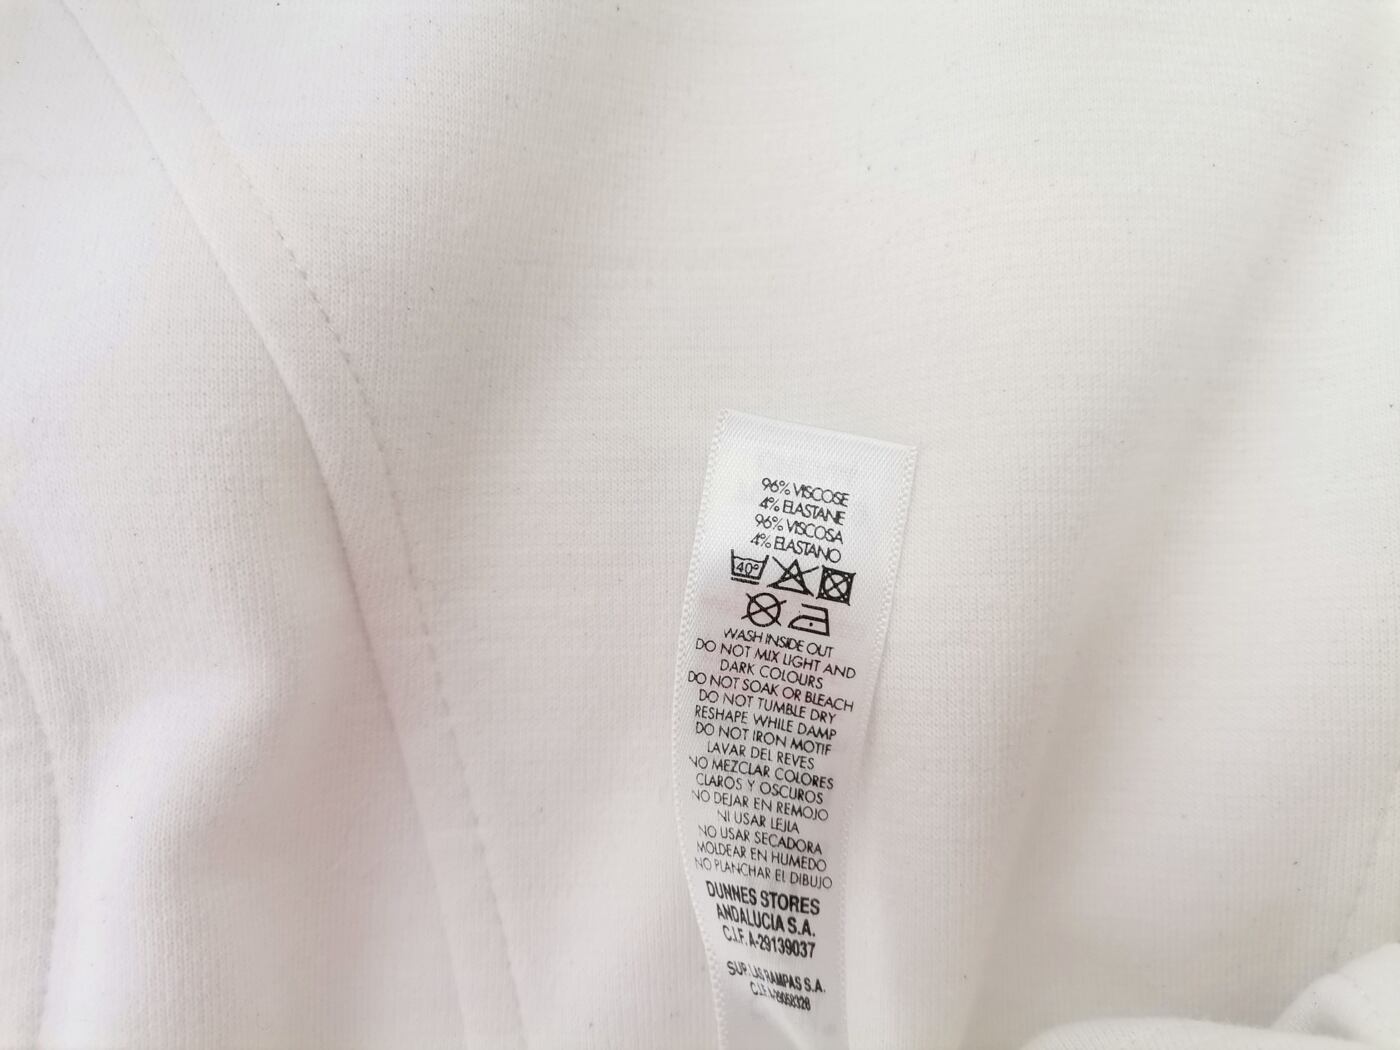 96% VISCOSE
4% ELASTANE
96% VISCOSA
4% ELASTANO
40°
WASH INSIDE OUT
DO NOT MIX LIGHT AND
DARK COLOURS
DO NOT SOAK OR BLEACH
DO NOT TUMBLE DRY
RESHAPE WHILE DAMP
DO NOT IRON MOTIF
LAVAR DEL REVES
NO MEZCLAR COLORES
CLAROS Y OSCUROS
NO DEJAR EN REMOJO
NI USAR LEJIA
NO USAR SECADORA
MOLDEAR EN HUMEDO
NO PLANCHAR EL DIBUJO
DUNNES STORES
ANDALUCIA S.A.
C.I.F. A-29139037
SUR. LAS RAMPAS S.A.
C.I.F.